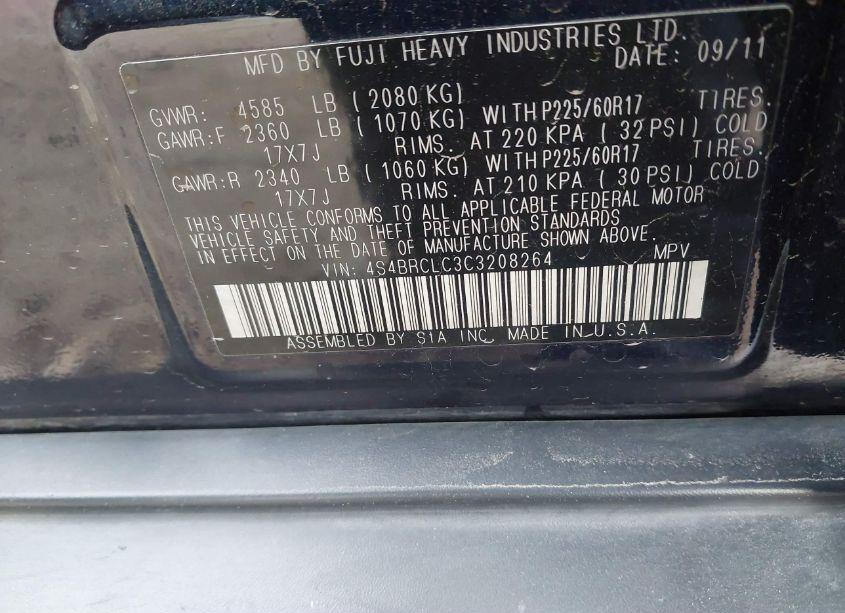 MFD BY FUJI HEAVY INDUSTRIES LTD.
DATE: 09/11
GVWR: 4585 LB (2080 KG)
GAWR:F 2360 LB (1070 KG) WITH P225/60R17 TIRES.
17X7J RIMS. AT 220 KPA (32 PSI) COLD
GAWR:R 2340 LB (1060 KG) WITH P225/60R17 TIRES.
17X7J RIMS. AT 210 KPA (30 PSI) COLD
THIS VEHICLE CONFORMS TO ALL APPLICABLE FEDERAL MOTOR
VEHICLE SAFETY AND THEFT PREVENTION STANDARDS
IN EFFECT ON THE DATE OF MANUFACTURE SHOWN ABOVE.
VIN: 4S4BRCLC3C3208264 MPV
ASSEMBLED BY SIA INC. MADE IN U.S.A.